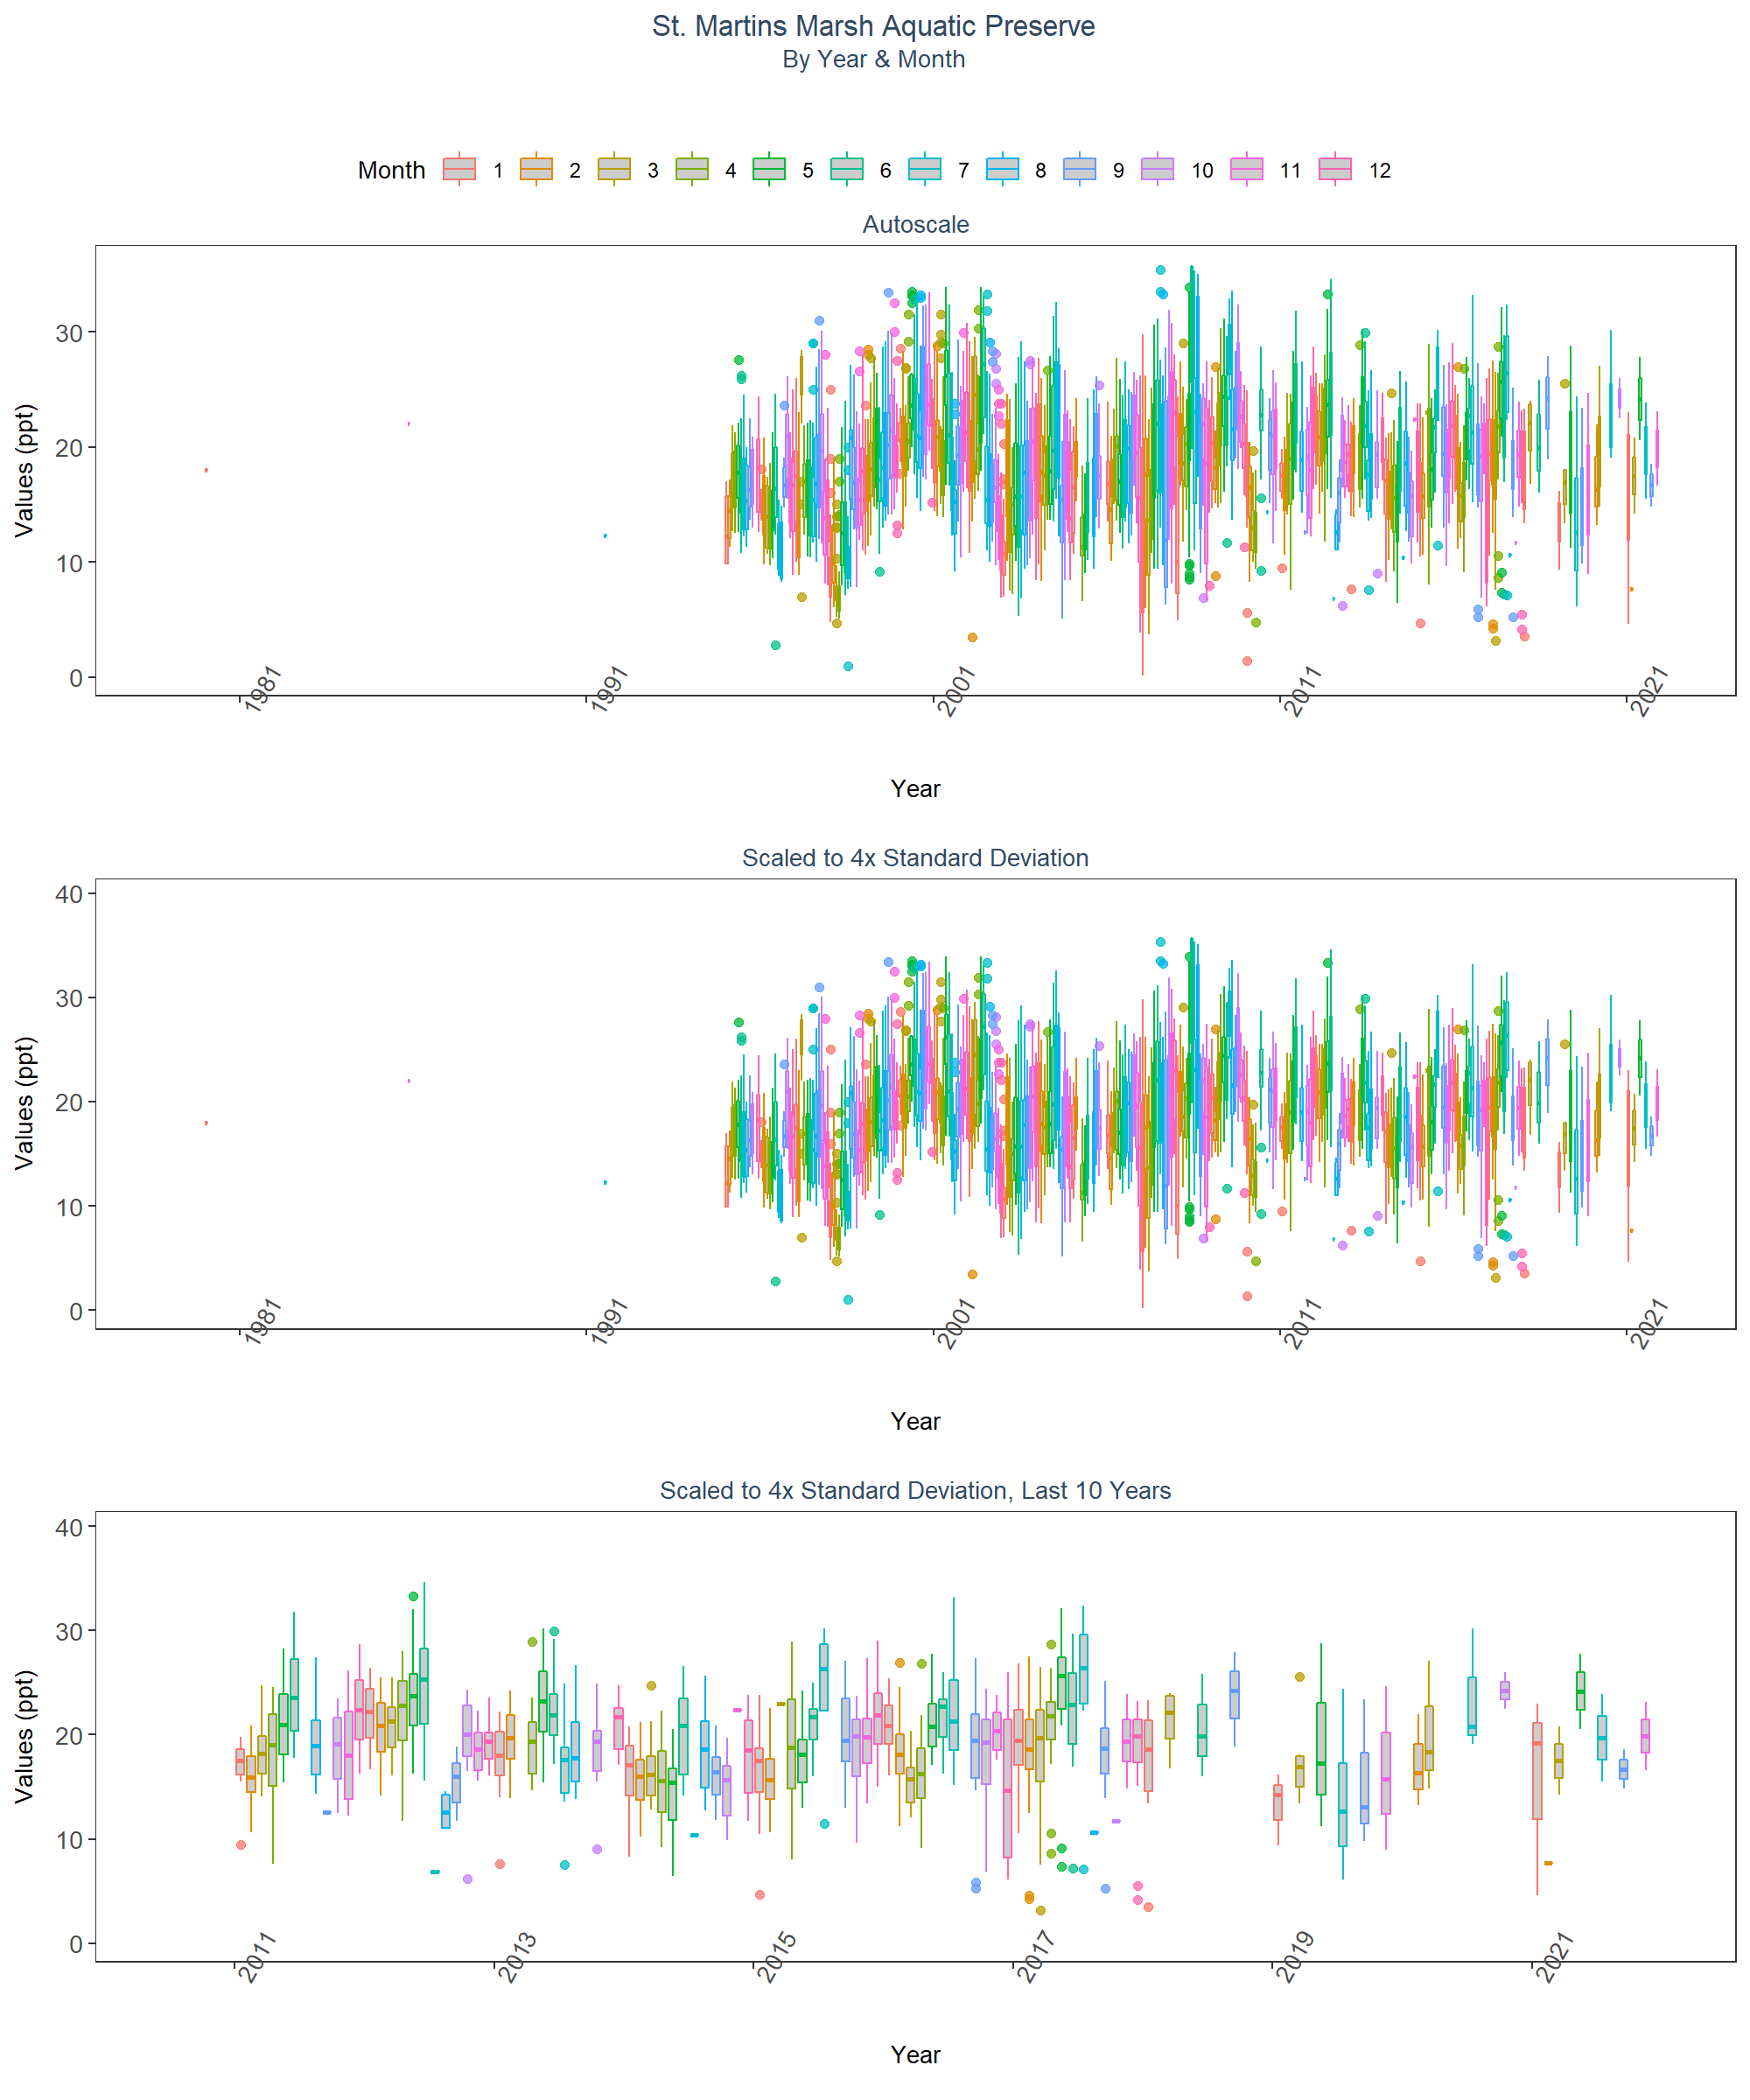 St. Martins Marsh Aquatic Preserve
By Year & Month
Month 1 2 3 4 5 6 7 8 9 10 11 12
Autoscale
Values (ppt)
30
20
10
0
1981 1991 2001 2011 2021
Year
Scaled to 4x Standard Deviation
Values (ppt)
40
30
20
10
0
1981 1991 2001 2011 2021
Year
Scaled to 4x Standard Deviation, Last 10 Years
Values (ppt)
40
30
20
10
0
2011 2013 2015 2017 2019 2021
Year